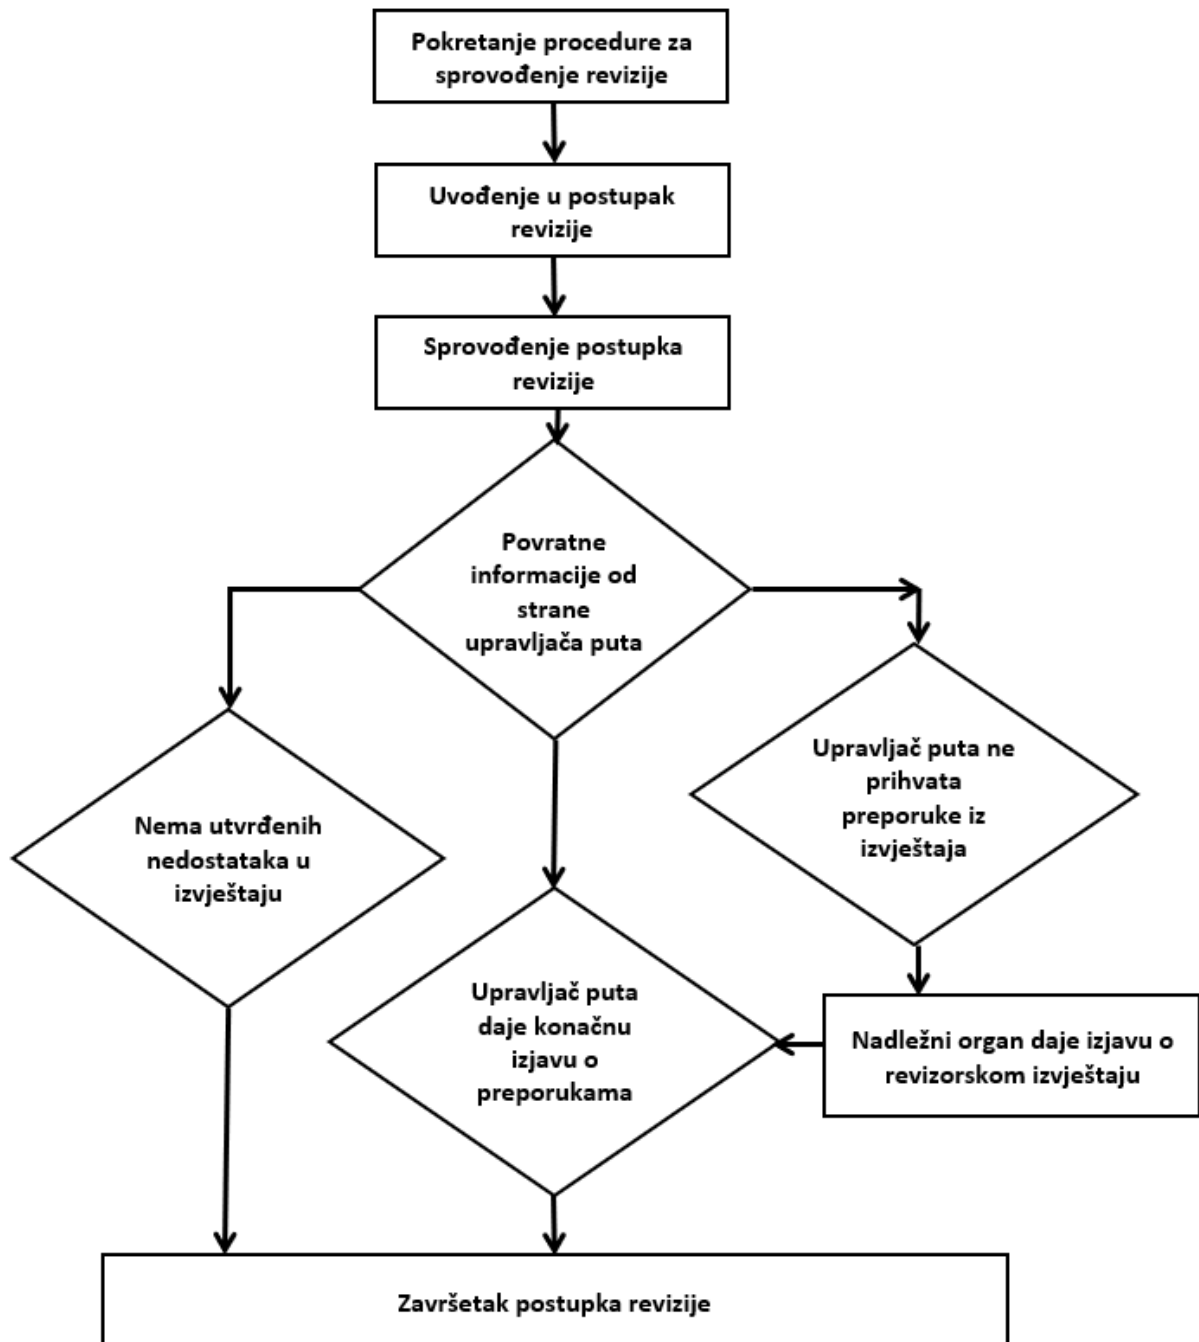 Pokretanje procedure za
sprovođenje revizije
Uvođenje u postupak
revizije
Sprovođenje postupka
revizije
Povratne
informacije od
strane
upravljača puta
Upravljač puta ne
prihvata
preporuke iz
izvještaja
Nema utvrđenih
nedostataka u
izvještaju
Upravljač puta
daje konačnu
izjavu o
preporukama
Nadležni organ daje izjavu o
revizorskom izvještaju
Završetak postupka revizije